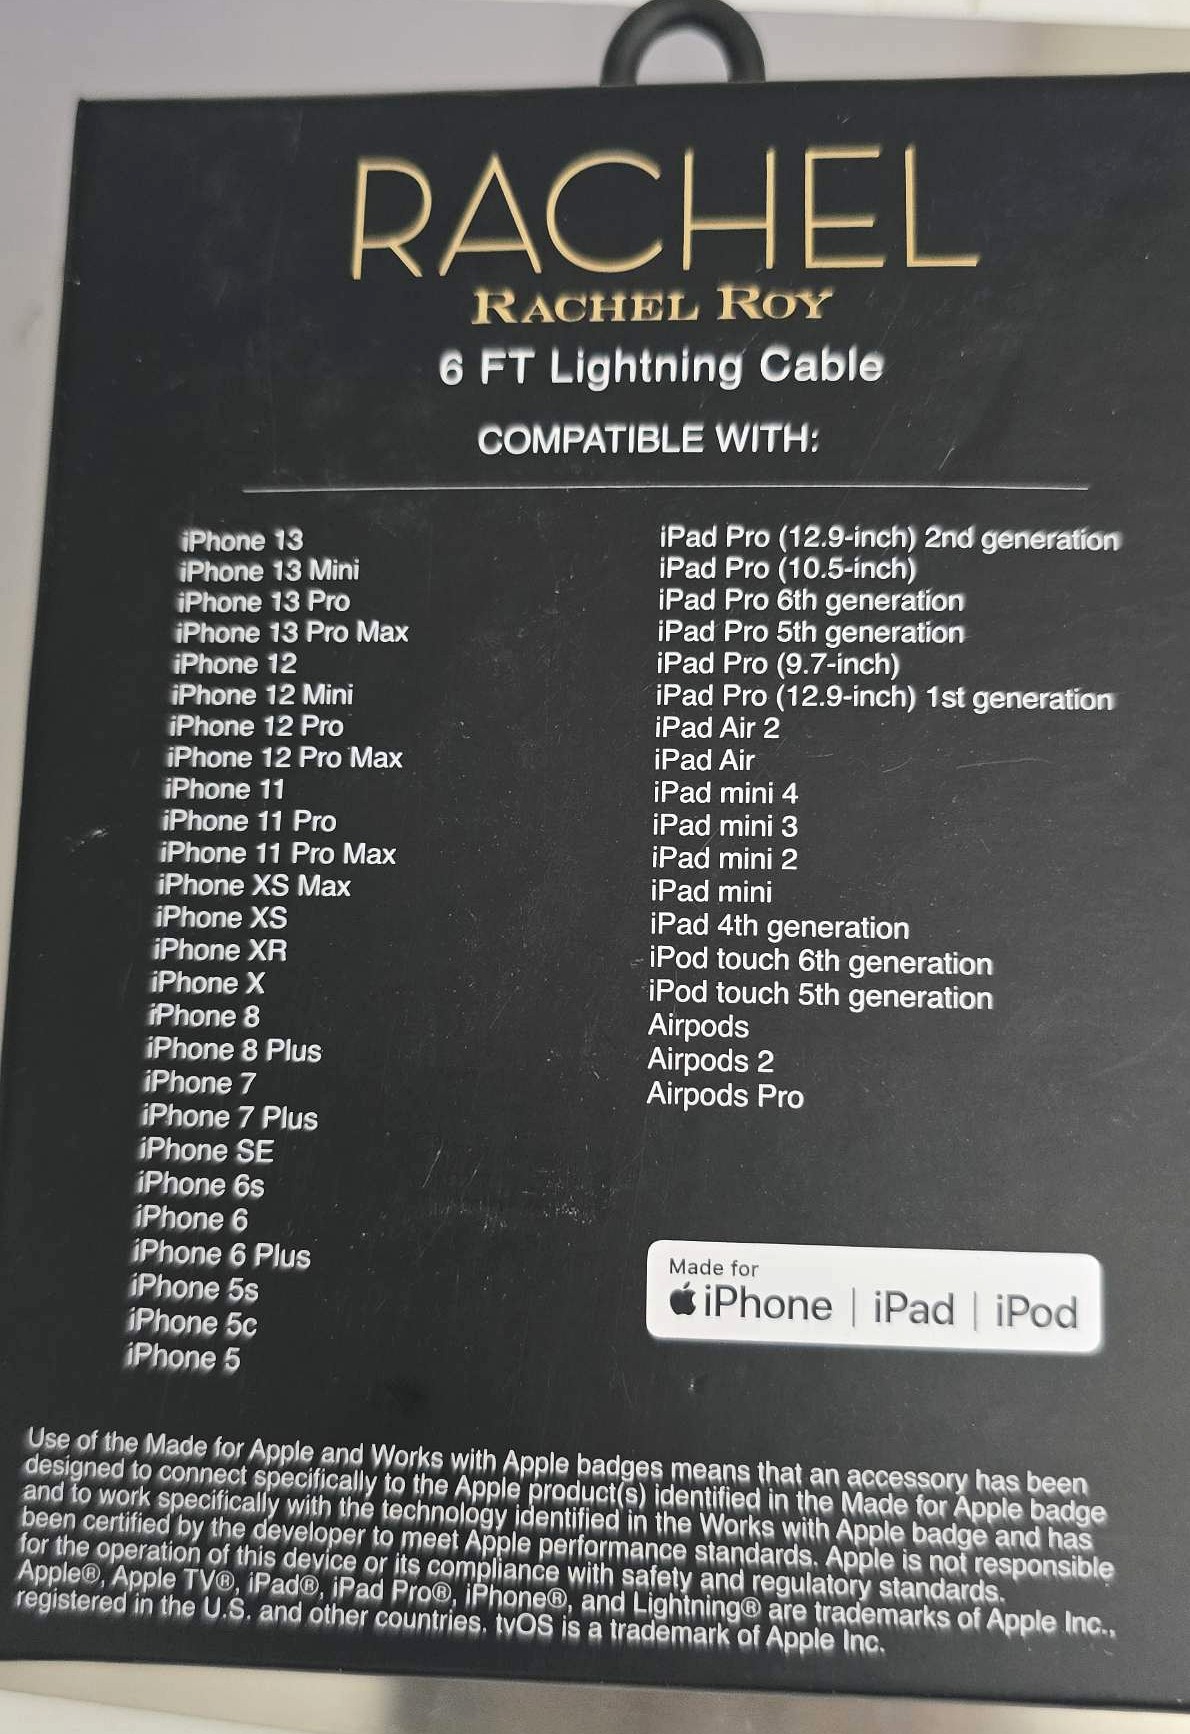 RACHEL
RACHEL ROY
6 FT Lightning Cable
COMPATIBLE WITH:
iPhone 13
iPhone 13 Mini
iPhone 13 Pro
iPhone 13 Pro Max
iPhone 12
iPhone 12 Mini
iPhone 12 Pro
iPhone 12 Pro Max
iPhone 11
iPhone 11 Pro
iPhone 11 Pro Max
iPhone XS Max
iPhone XS
iPhone XR
iPhone X
iPhone 8
iPhone 8 Plus
iPhone 7
iPhone 7 Plus
iPhone SE
iPhone 6s
iPhone 6
iPhone 6 Plus
iPhone 5s
iPhone 5c
iPhone 5
iPad Pro (12.9-inch) 2nd generation
iPad Pro (10.5-inch)
iPad Pro 6th generation
iPad Pro 5th generation
iPad Pro (9.7-inch)
iPad Pro (12.9-inch) 1st generation
iPad Air 2
iPad Air
iPad mini 4
iPad mini 3
iPad mini 2
iPad mini
iPad 4th generation
iPod touch 6th generation
iPod touch 5th generation
Airpods
Airpods 2
Airpods Pro
Made for
iPhone | iPad | iPod
Use of the Made for Apple and Works with Apple badges means that an accessory has been
designed to connect specifically to the Apple product(s) identified in the Made for Apple badge
and to work specifically with the technology identified in the Works with Apple badge and has
been certified by the developer to meet Apple performance standards. Apple is not responsible
for the operation of this device or its compliance with safety and regulatory standards.
Apple®, Apple TV®, iPad®, iPad Pro®, iPhone®, and Lightning® are trademarks of Apple Inc.,
registered in the U.S. and other countries. tvOS is a trademark of Apple Inc.